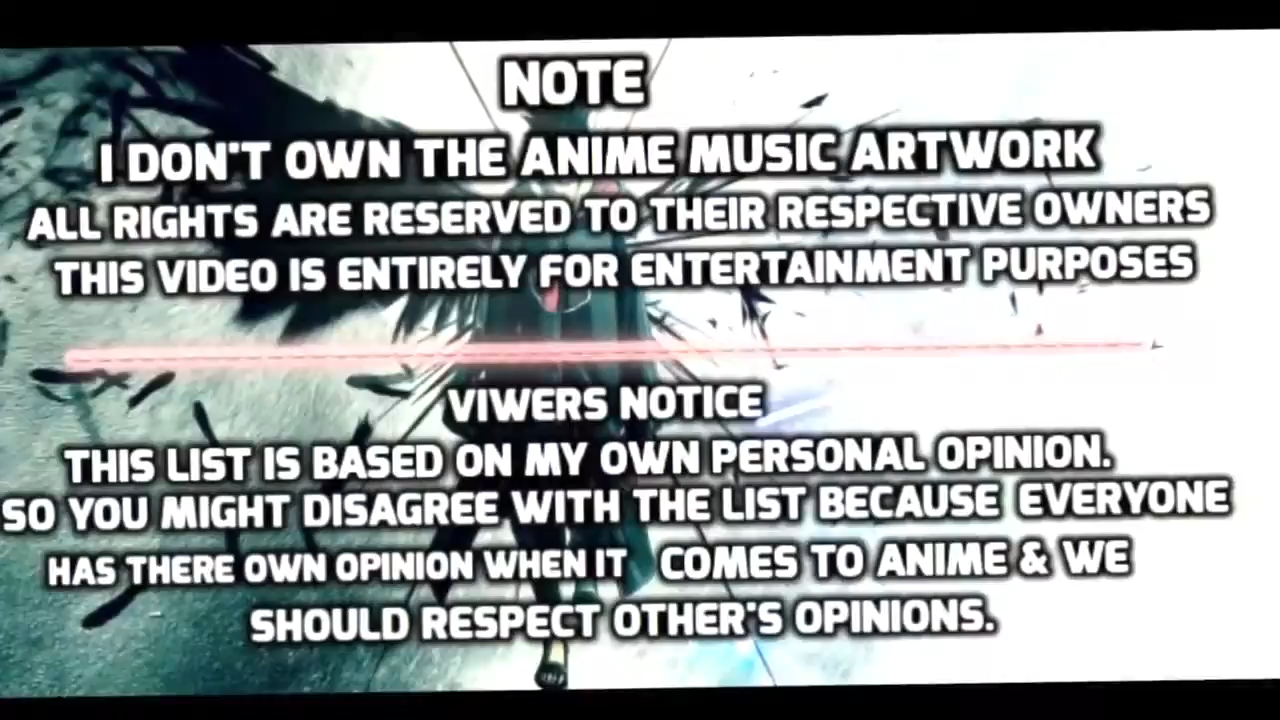 NOTE
I DON'T OWN THE ANIME MUSIC ARTWORK
ALL RIGHTS ARE RESERVED TO THEIR RESPECTIVE OWNERS
THIS VIDEO IS ENTIRELY FOR ENTERTAINMENT PURPOSES
VIWERS NOTICE
THIS LIST IS BASED ON MY OWN PERSONAL OPINION.
SO YOU MIGHT DISAGREE WITH THE LIST BECAUSE EVERYONE
HAS THERE OWN OPINION WHEN IT COMES TO ANIME & WE
SHOULD RESPECT OTHER'S OPINIONS.